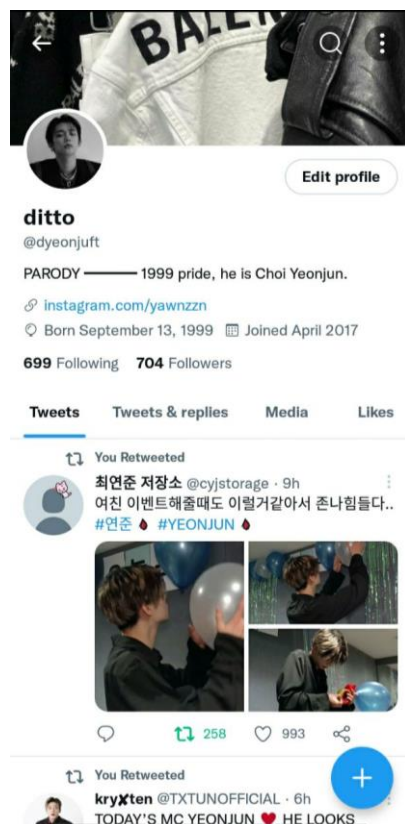 BALEN
Edit profile
ditto
@dyeonjuft
PARODY ──── 1999 pride, he is Choi Yeonjun.
instagram.com/yawnzzn
Born September 13, 1999 Joined April 2017
699 Following 704 Followers
Tweets Tweets & replies Media Likes
You Retweeted
최연준 저장소 @cyjstorage · 9h
여친 이벤트해줄때도 이럴거같아서 존나힘들다..
#연준 #YEONJUN
258 993
You Retweeted
kry✘ten @TXTUNOFFICIAL · 6h
TODAY'S MC YEONJUN ♥ HE LOOKS